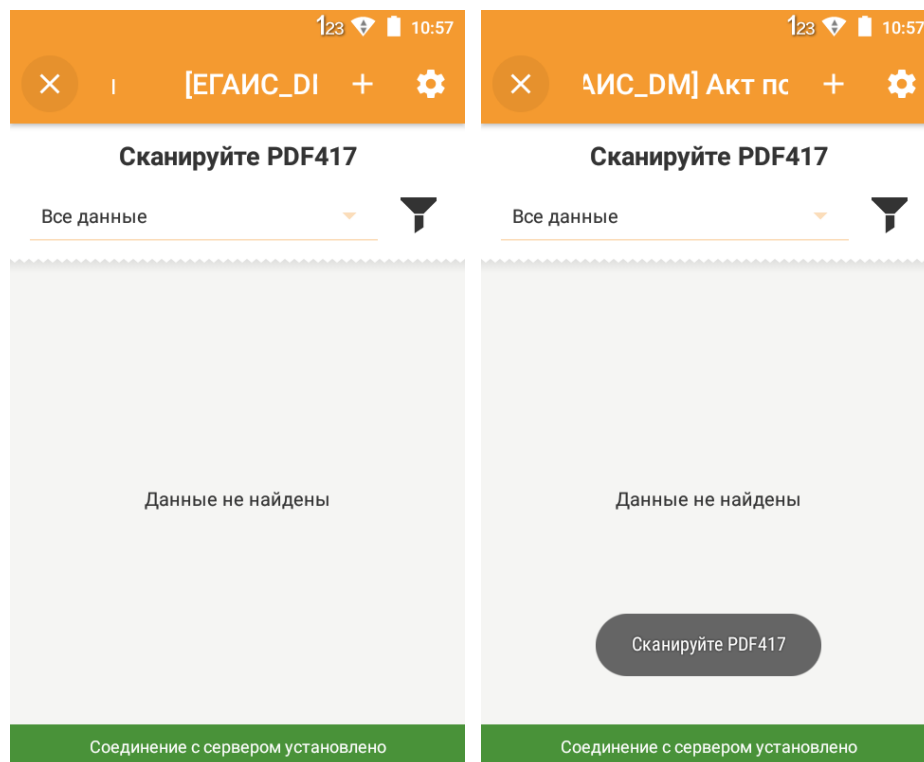 123 10:57
[ЕГАИС_DI
Сканируйте PDF417
Все данные
Данные не найдены
Соединение с сервером установлено
123 10:57
АИС_DM] Акт по
Сканируйте PDF417
Все данные
Данные не найдены
Сканируйте PDF417
Соединение с сервером установлено